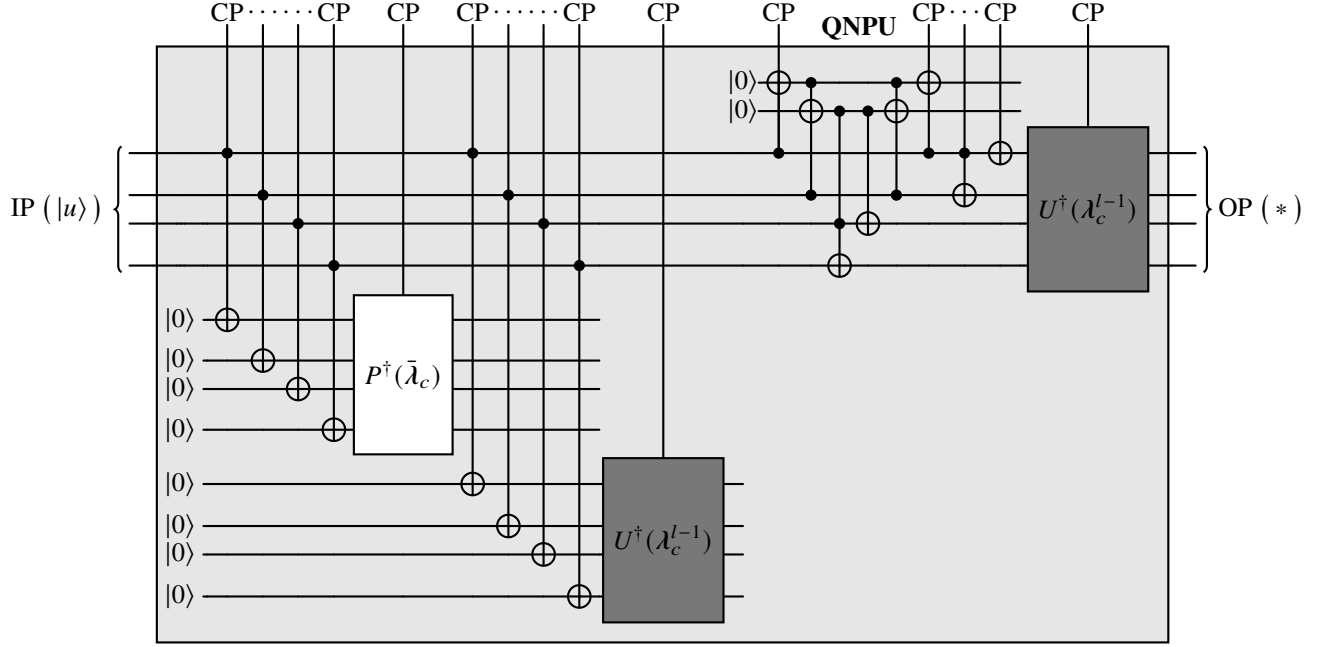 CP ...... CP CP CP ...... CP CP CP QNPU CP ... CP CP
|0⟩
|0⟩
IP (|u⟩) U†(λ_c^{l−1}) OP (*)
|0⟩
|0⟩
P†(λ̄_c)
|0⟩
|0⟩
|0⟩
|0⟩
U†(λ_c^{l−1})
|0⟩
|0⟩